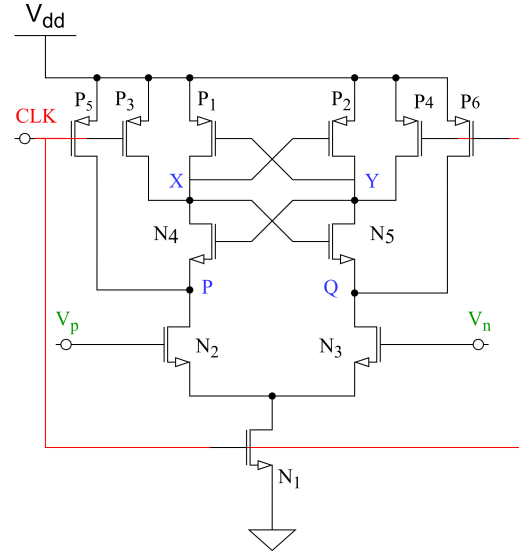 Vdd
CLK P5 P3 P1 P2 P4 P6
X Y
N4 N5
P Q
Vp Vn
N2 N3
N1